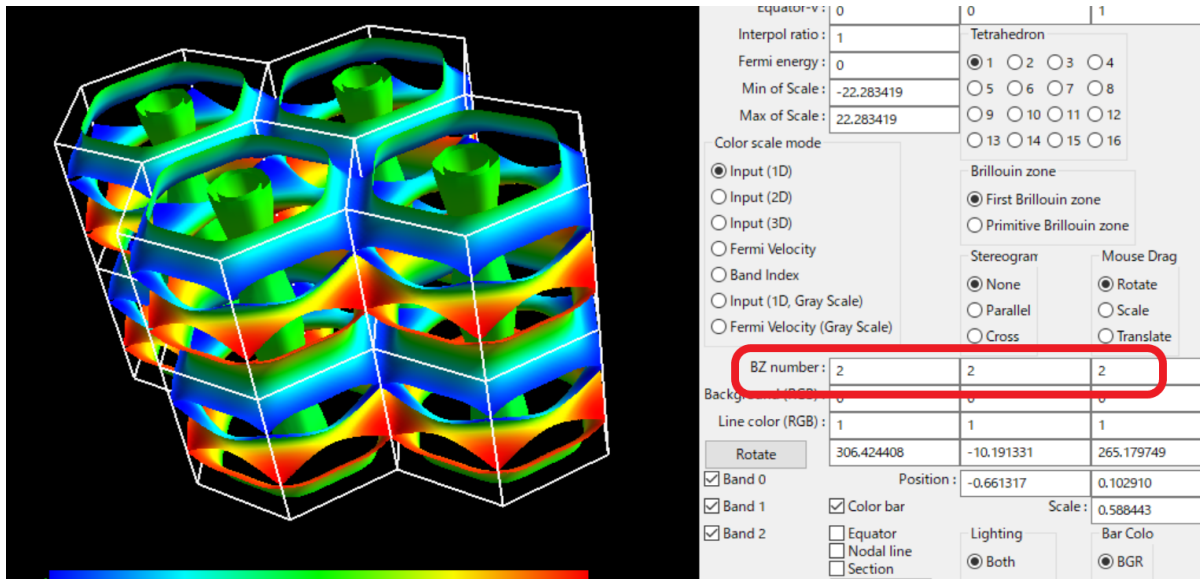 Equator-v : 0 0 1
Interpol ratio : 1
Fermi energy : 0
Min of Scale : -22.283419
Max of Scale : 22.283419
Tetrahedron
1 2 3 4
5 6 7 8
9 10 11 12
13 14 15 16
Color scale mode
Input (1D)
Input (2D)
Input (3D)
Fermi Velocity
Band Index
Input (1D, Gray Scale)
Fermi Velocity (Gray Scale)
Brillouin zone
First Brillouin zone
Primitive Brillouin zone
Stereogram
None
Parallel
Cross
Mouse Drag
Rotate
Scale
Translate
BZ number : 2 2 2
Background (RGB) : 0 0 0
Line color (RGB) : 1 1 1
Rotate 306.424408 -10.191331 265.179749
Band 0
Band 1
Band 2
Position : -0.661317 0.102910
Color bar
Scale : 0.588443
Equator
Nodal line
Section
Lighting
Both
Bar Colo
BGR